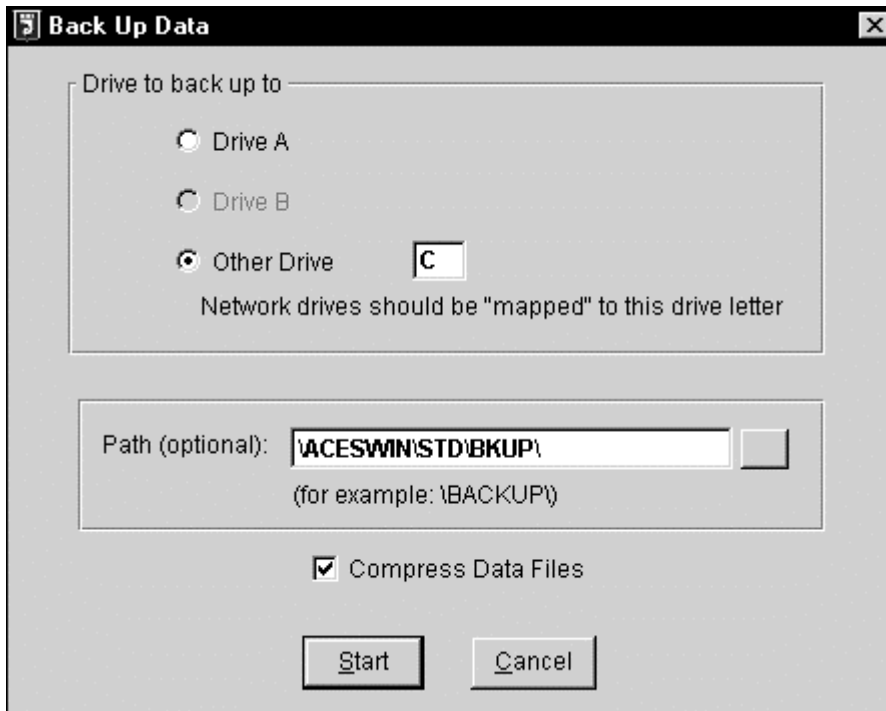 Back Up Data
Drive to back up to
Drive A
Drive B
Other Drive C
Network drives should be "mapped" to this drive letter
Path (optional): \ACESWIN\STD\BKUP\
(for example: \BACKUP\)
Compress Data Files
Start Cancel